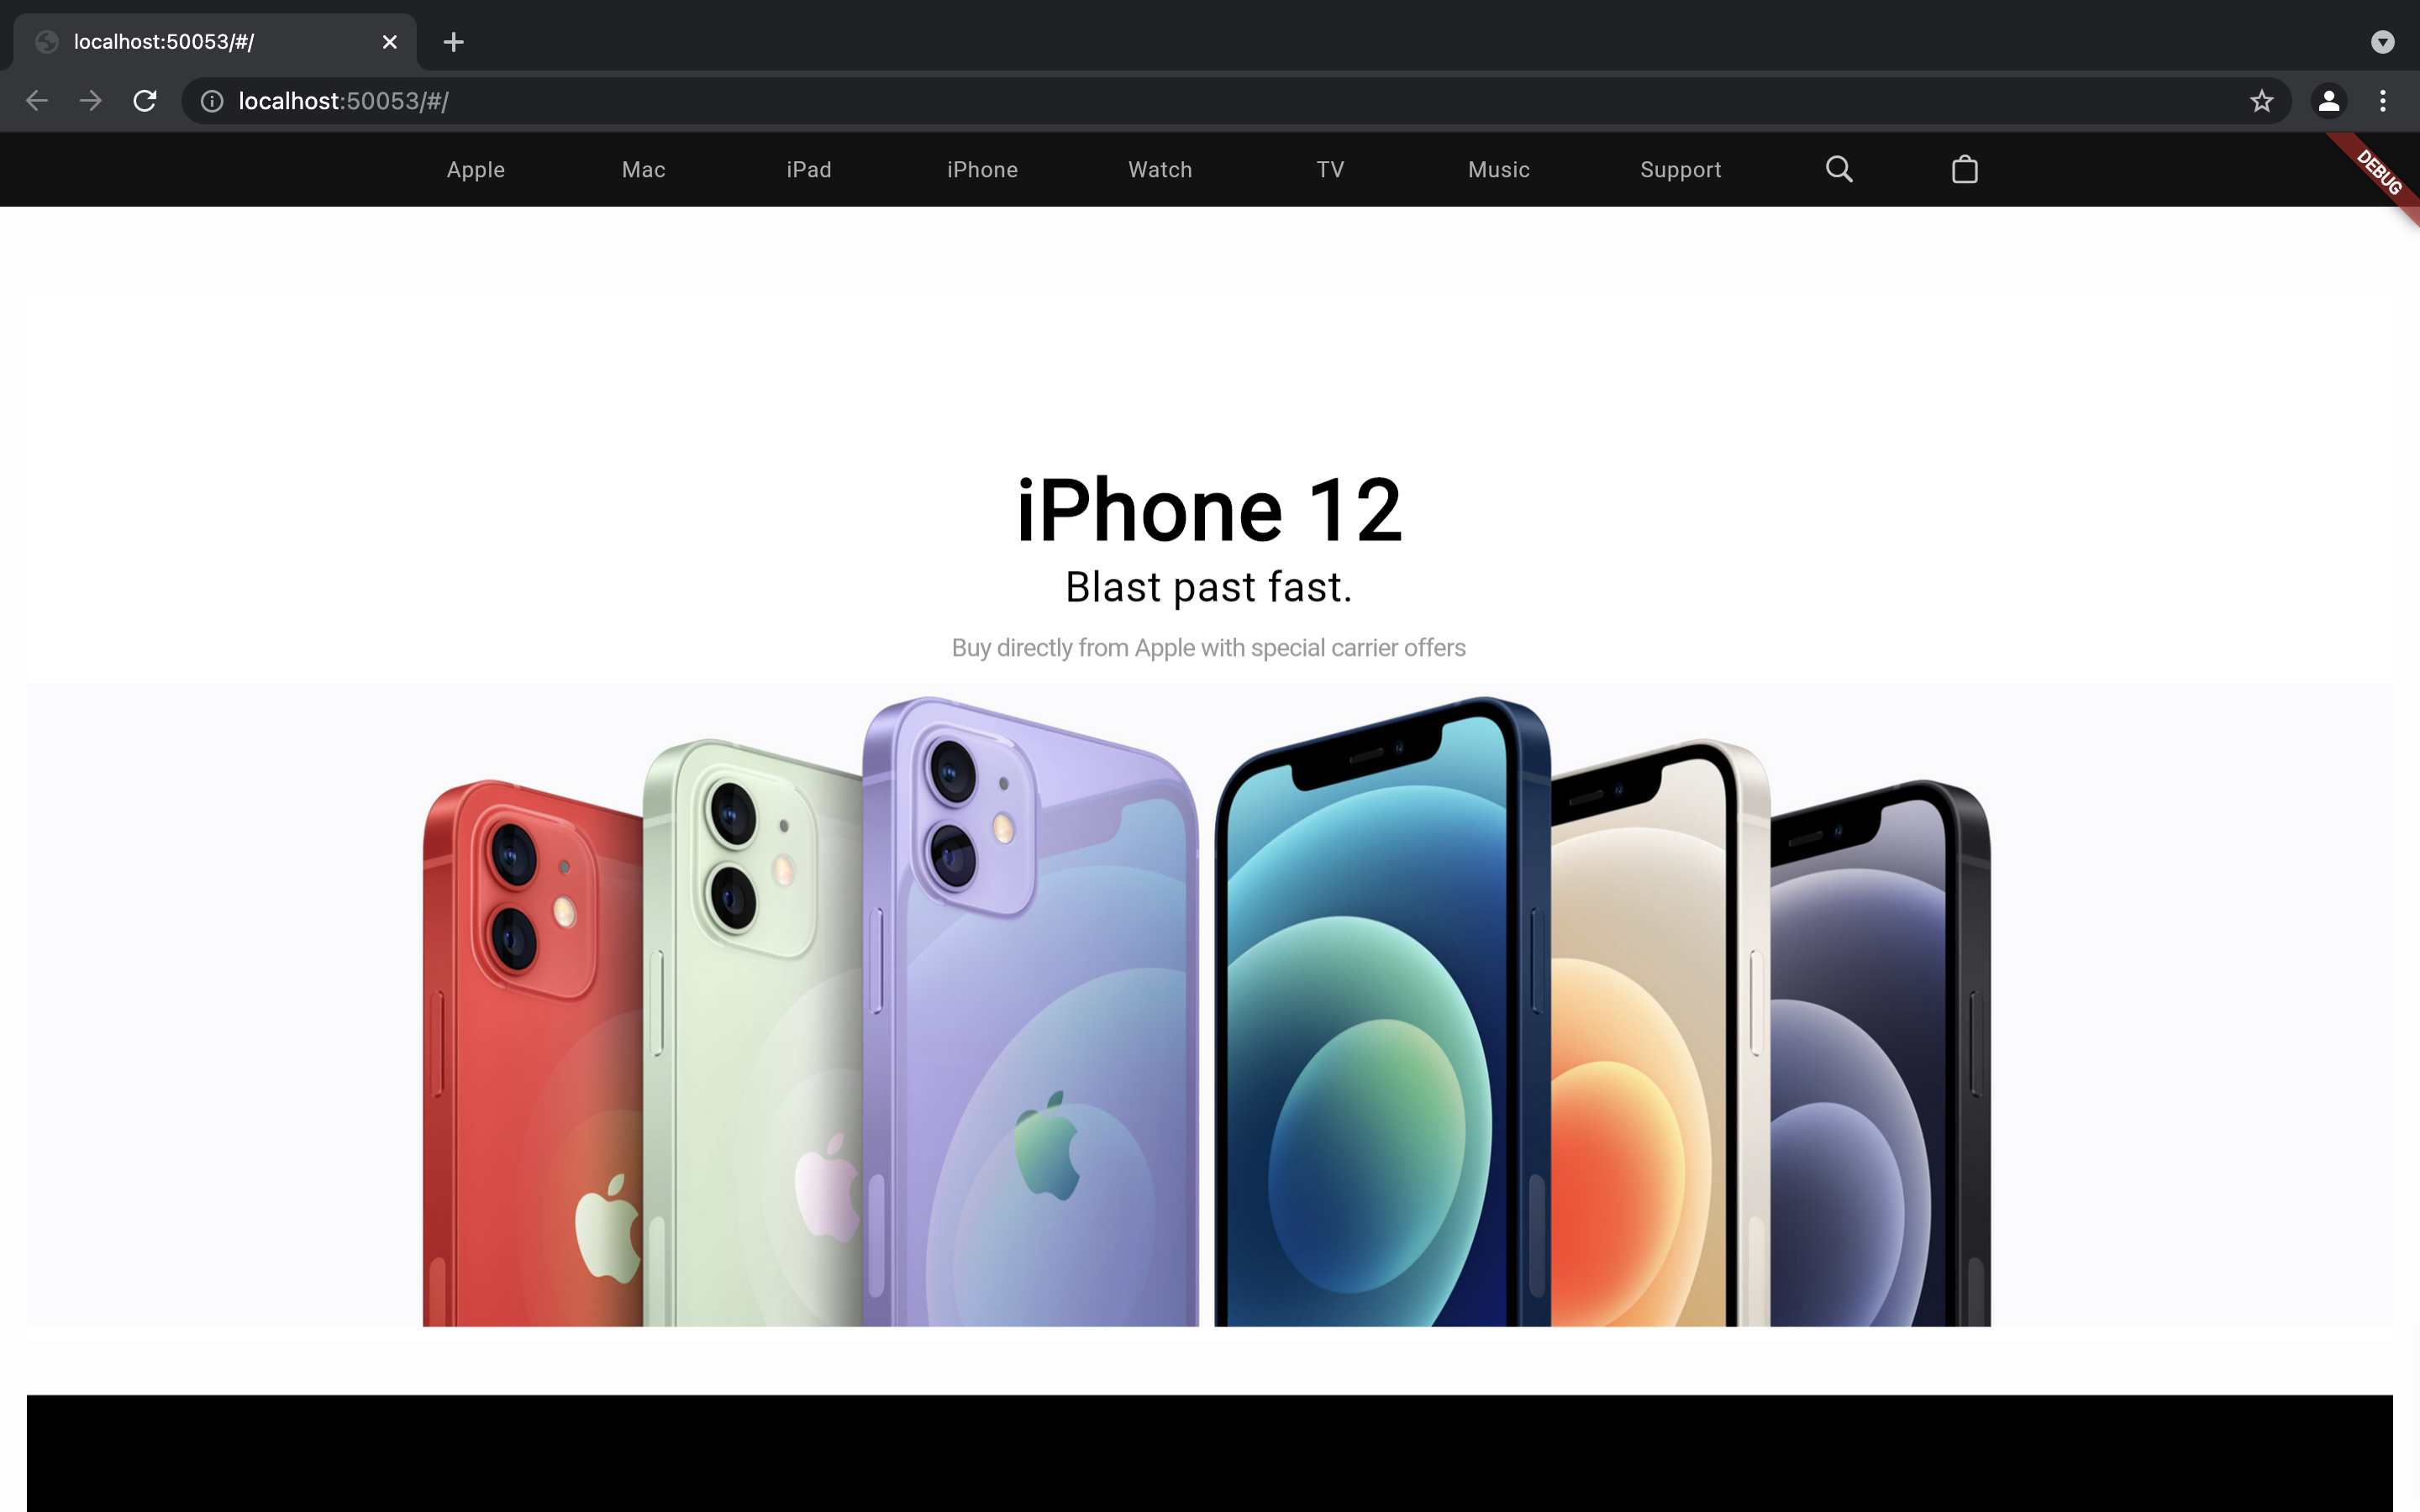 localhost:50053/#/
localhost:50053/#/
Apple Mac iPad iPhone Watch TV Music Support
DEBUG
iPhone 12
Blast past fast.
Buy directly from Apple with special carrier offers